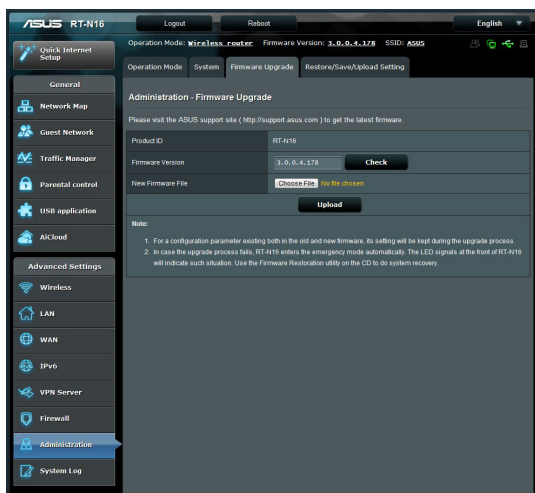 ASUS RT-N16
Logout
Reboot
English
Operation Mode: Wireless router Firmware Version: 3.0.0.4.178 SSID: ASUS
Quick Internet
Setup
General
Network Map
Guest Network
Traffic Manager
Parental control
USB application
AiCloud
Advanced Settings
Wireless
LAN
WAN
IPv6
VPN Server
Firewall
Administration
System Log
Operation Mode
System
Firmware Upgrade
Restore/Save/Upload Setting
Administration - Firmware Upgrade
Please visit the ASUS support site ( http://support.asus.com ) to get the latest firmware.
Product ID RT-N16
Firmware Version 3.0.0.4.178 Check
New Firmware File Choose File No file chosen
Upload
Note:
1. For a configuration parameter existing both in the old and new firmware, its setting will be kept during the upgrade process.
2. In case the upgrade process fails, RT-N16 enters the emergency mode automatically. The LED signals at the front of RT-N16
will indicate such situation. Use the Firmware Restoration utility on the CD to do system recovery.